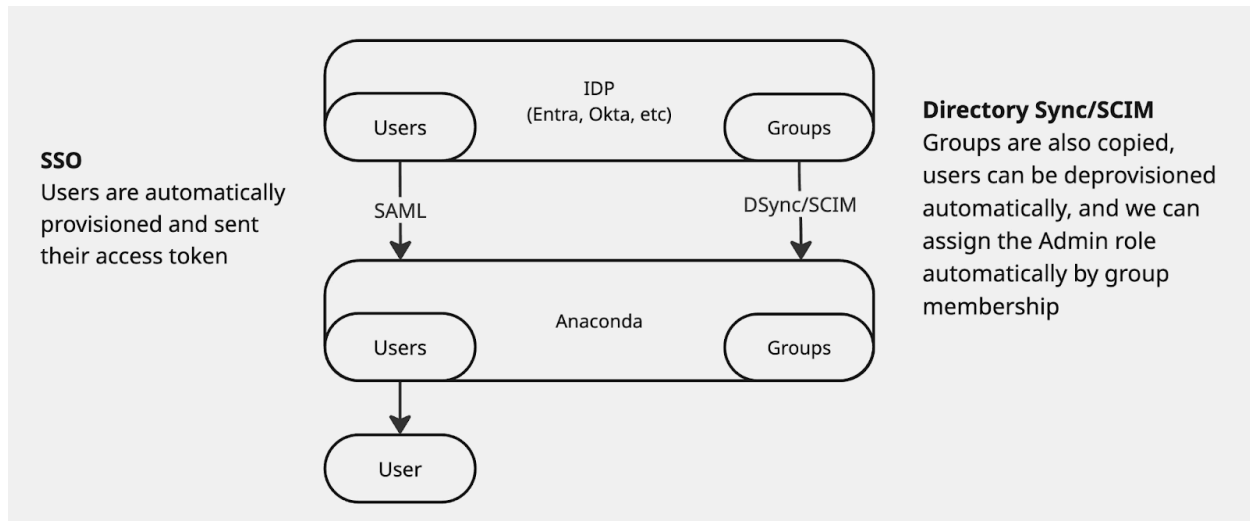 IDP
(Entra, Okta, etc)
Users
Groups
SSO
Users are automatically
provisioned and sent
their access token
SAML
DSync/SCIM
Directory Sync/SCIM
Groups are also copied,
users can be deprovisioned
automatically, and we can
assign the Admin role
automatically by group
membership
Anaconda
Users
Groups
User